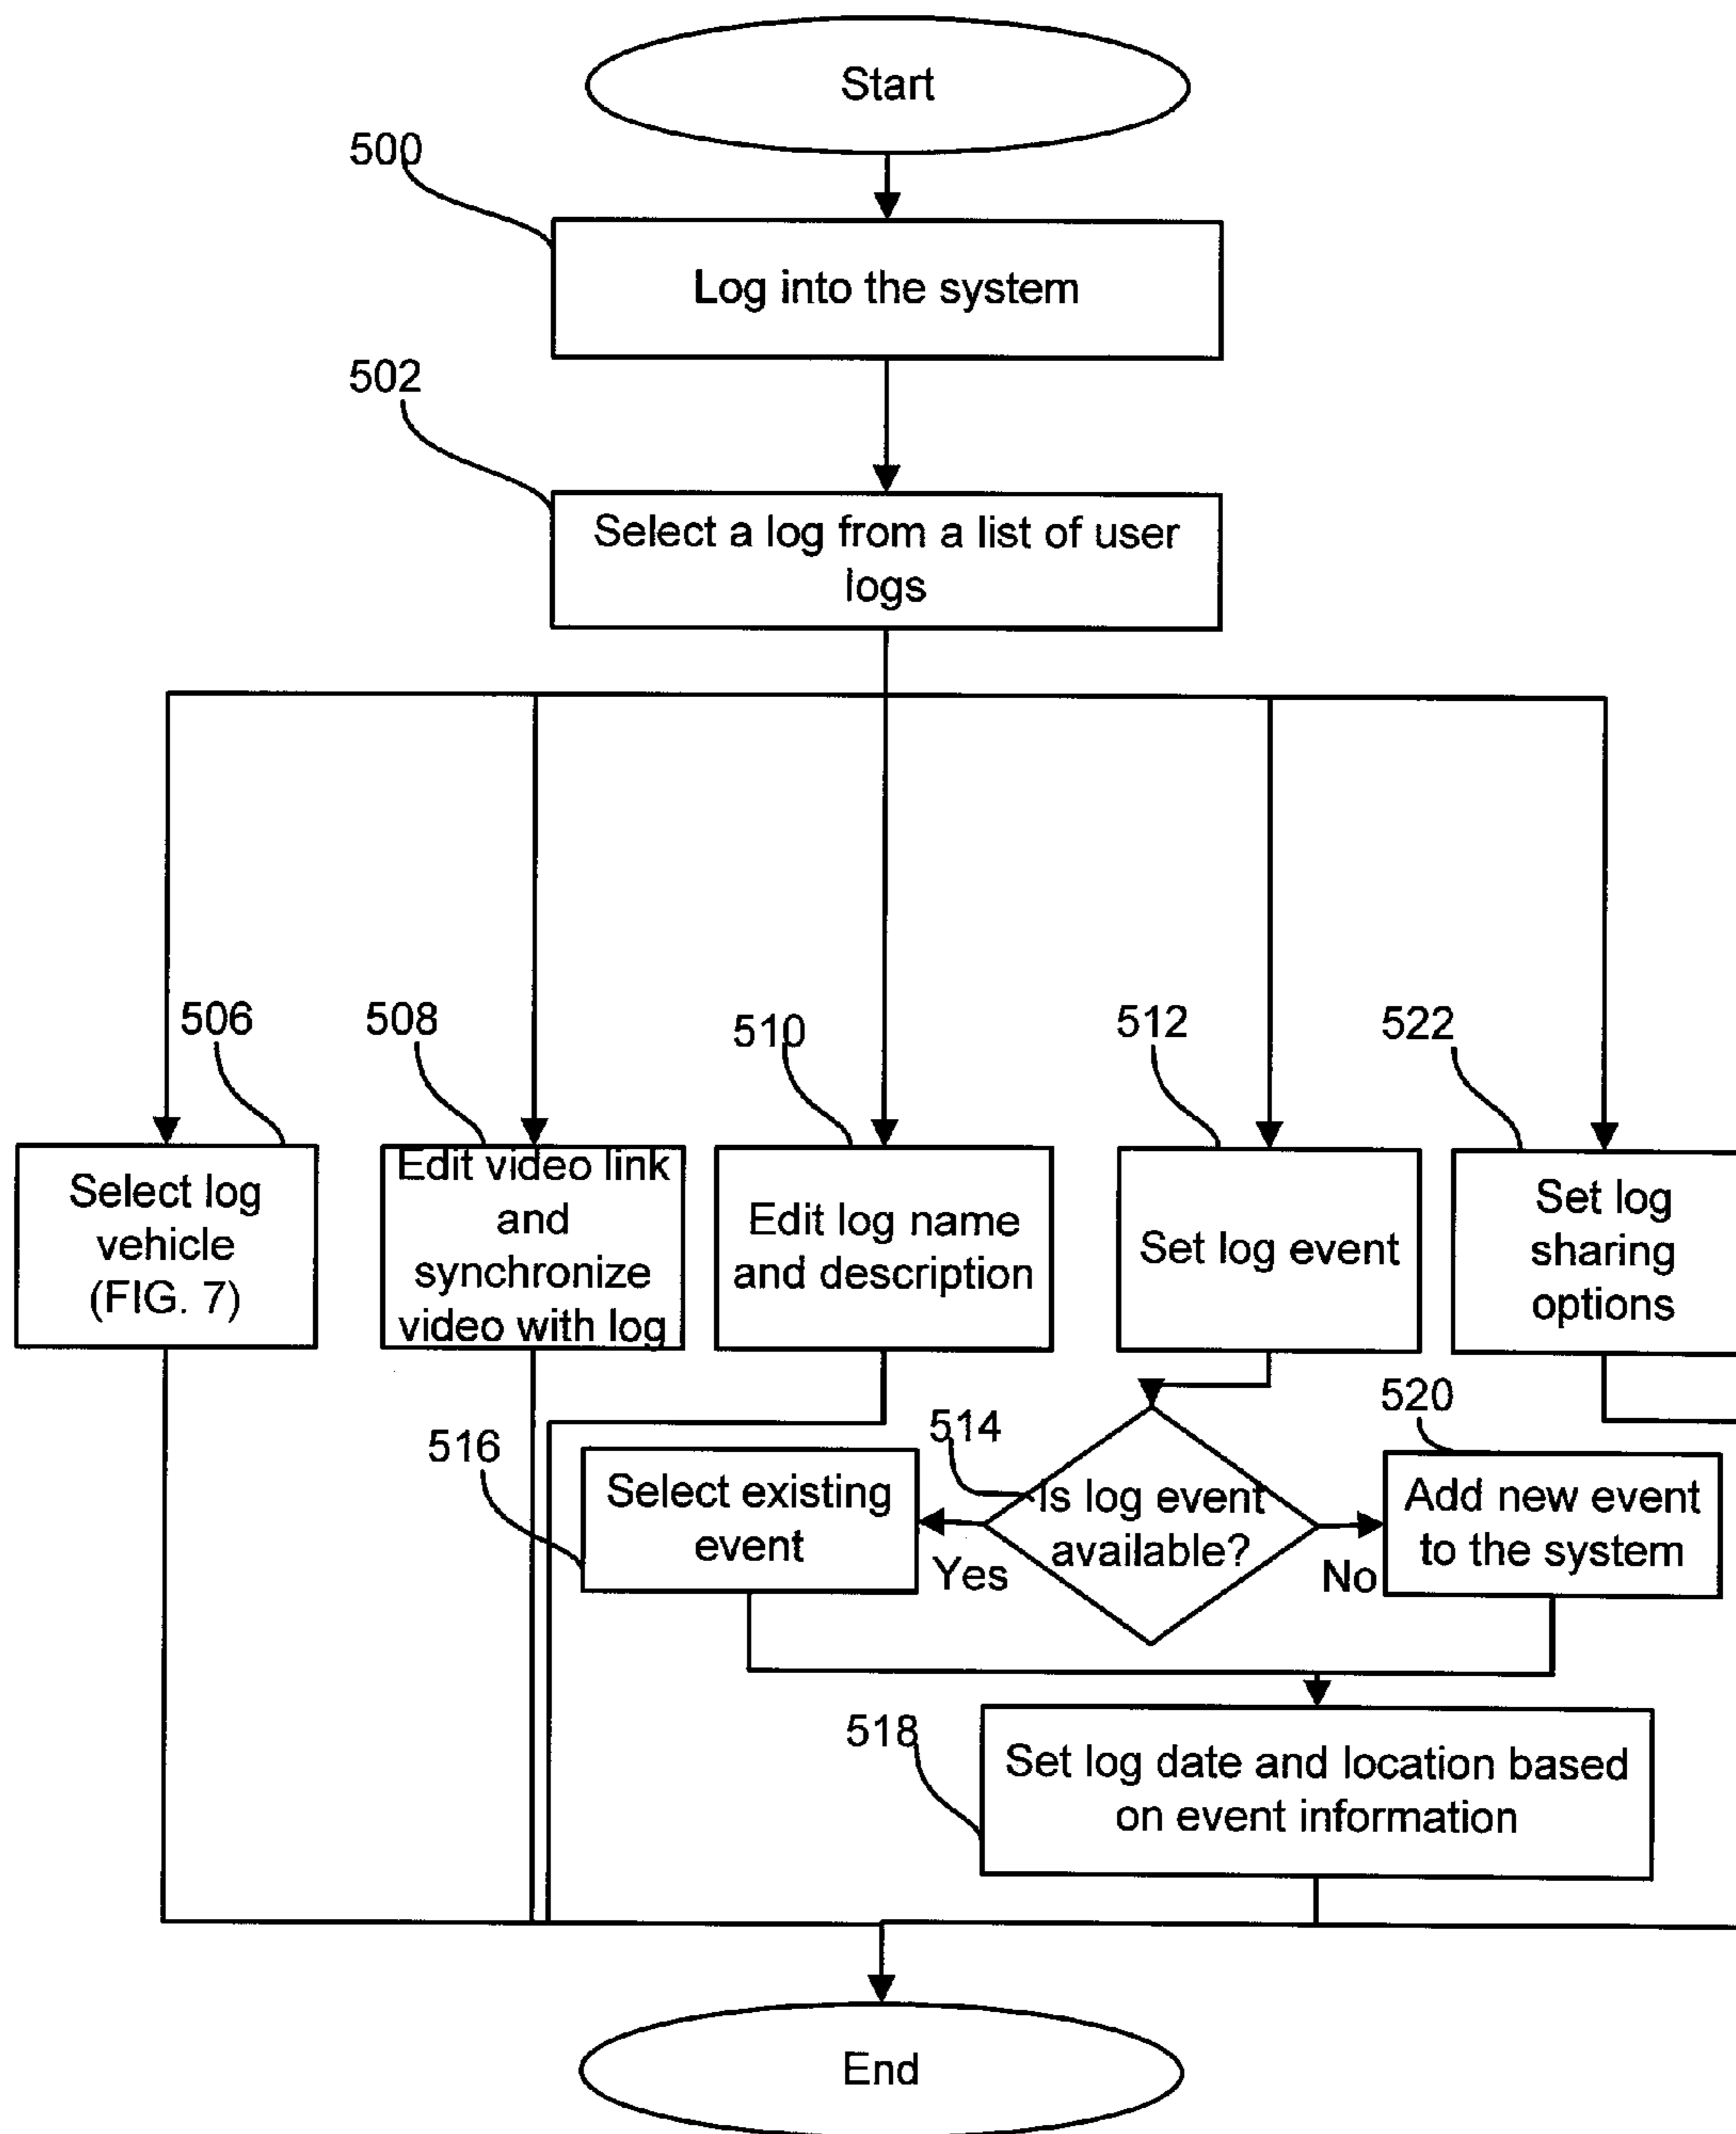 Start
500
Log into the system
502
Select a log from a list of user
logs
506
508
510
512
522
Select log
vehicle
(FIG. 7)
Edit video link
and
synchronize
video with log
Edit log name
and description
Set log event
Set log
sharing
options
516
514
520
Select existing
event
Is log event
available?
Add new event
to the system
Yes
No
518
Set log date and location based
on event information
End